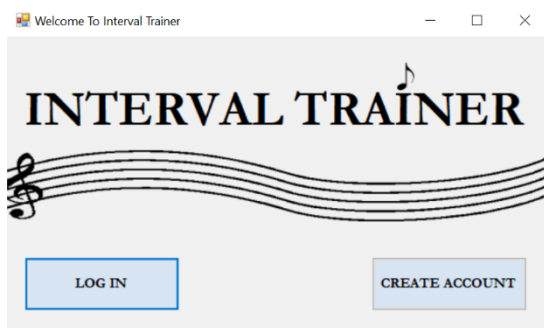 Welcome To Interval Trainer
INTERVAL TRAINER
LOG IN
CREATE ACCOUNT